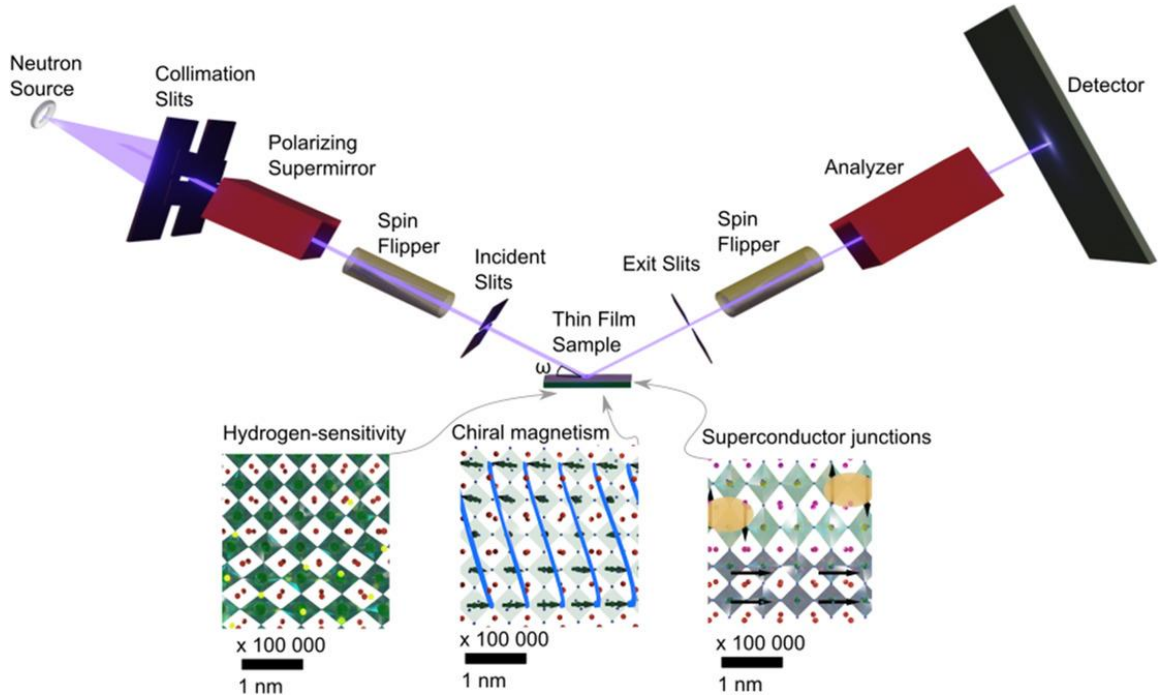 Neutron
Source
Collimation
Slits
Polarizing
Supermirror
Spin
Flipper
Incident
Slits
Thin Film
Sample
ω
Exit Slits
Spin
Flipper
Analyzer
Detector
Hydrogen-sensitivity
Chiral magnetism
Superconductor junctions
x 100 000
1 nm
x 100 000
1 nm
x 100 000
1 nm